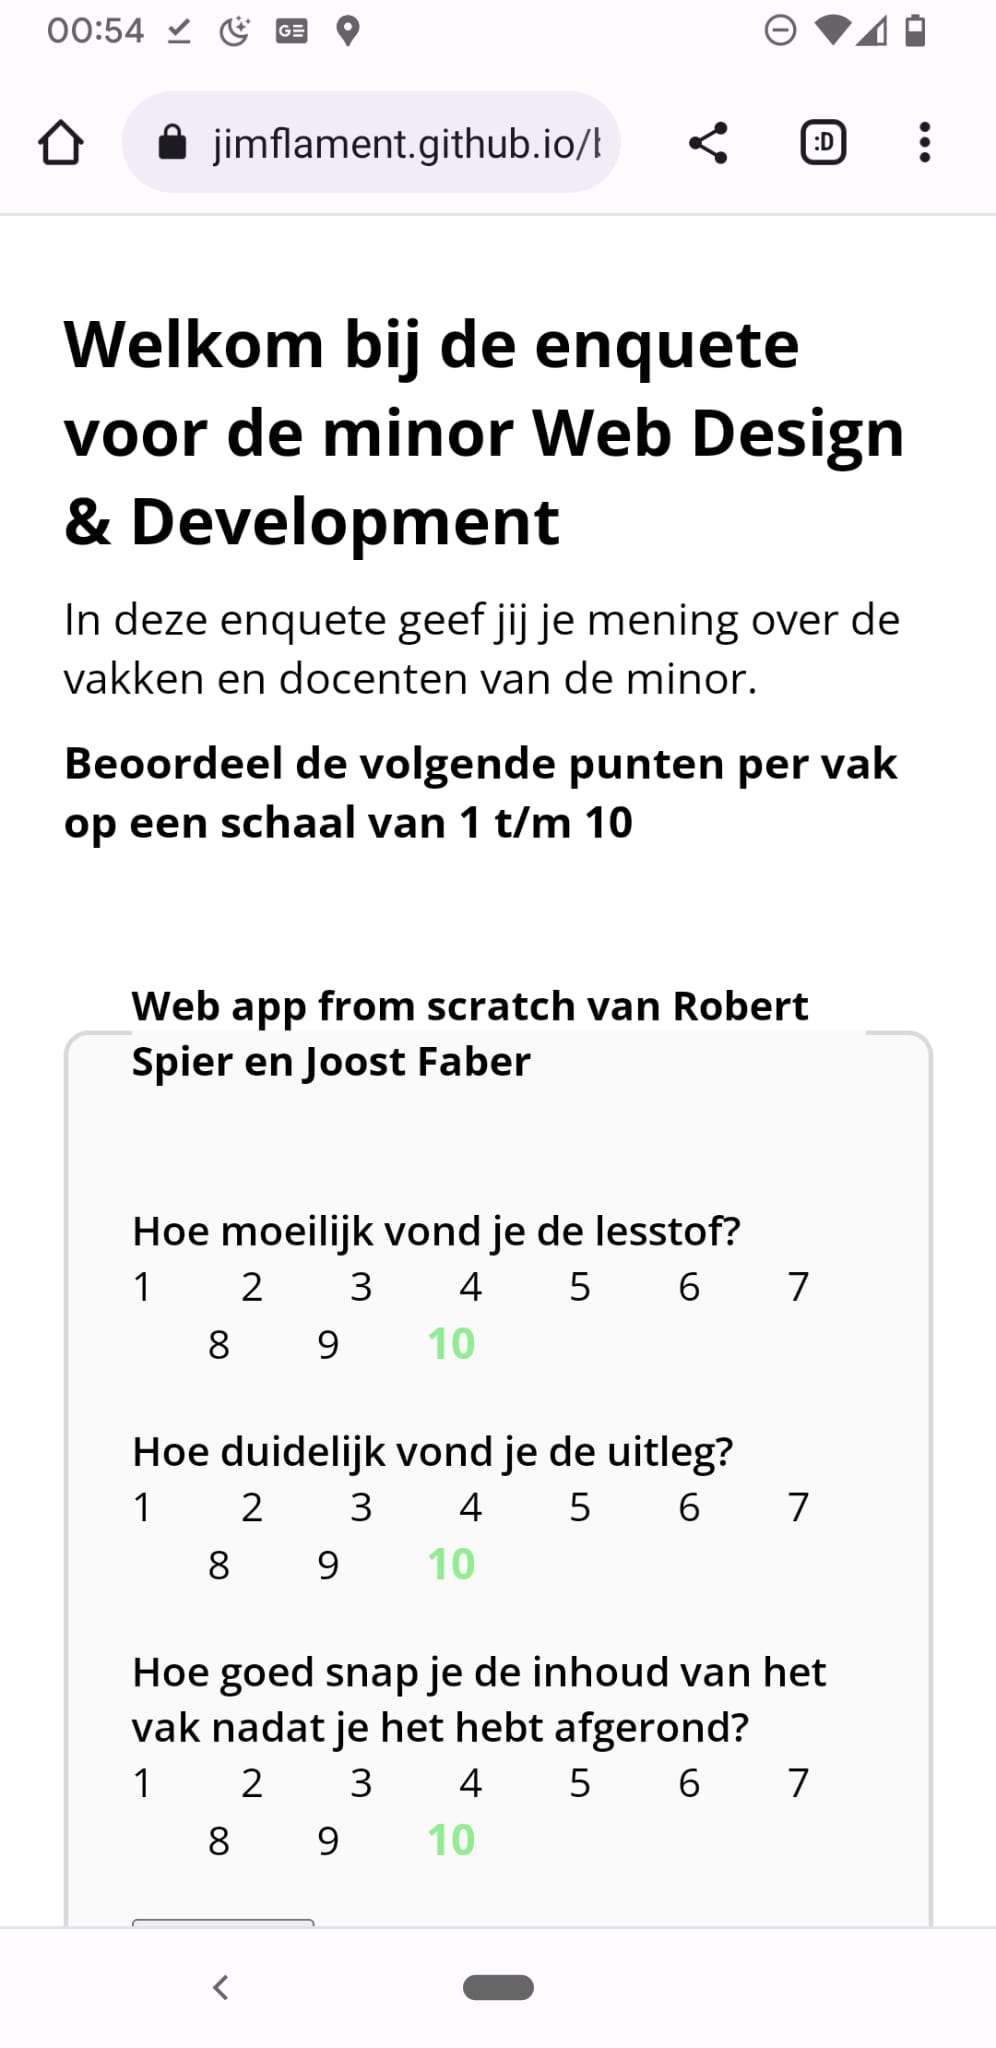 00:54
GE
jimflament.github.io/
:D
Welkom bij de enquete
voor de minor Web Design
& Development
In deze enquete geef jij je mening over de
vakken en docenten van de minor.
Beoordeel de volgende punten per vak
op een schaal van 1 t/m 10
Web app from scratch van Robert
Spier en Joost Faber
Hoe moeilijk vond je de lesstof?
1 2 3 4 5 6 7
8 9 10
Hoe duidelijk vond je de uitleg?
1 2 3 4 5 6 7
8 9 10
Hoe goed snap je de inhoud van het
vak nadat je het hebt afgerond?
1 2 3 4 5 6 7
8 9 10